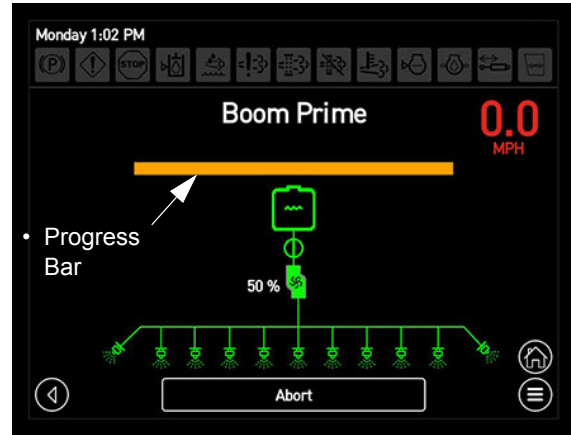 Monday 1:02 PM
(P)
STOP
Boom Prime
0.0
MPH
• Progress
Bar
50 %
Abort